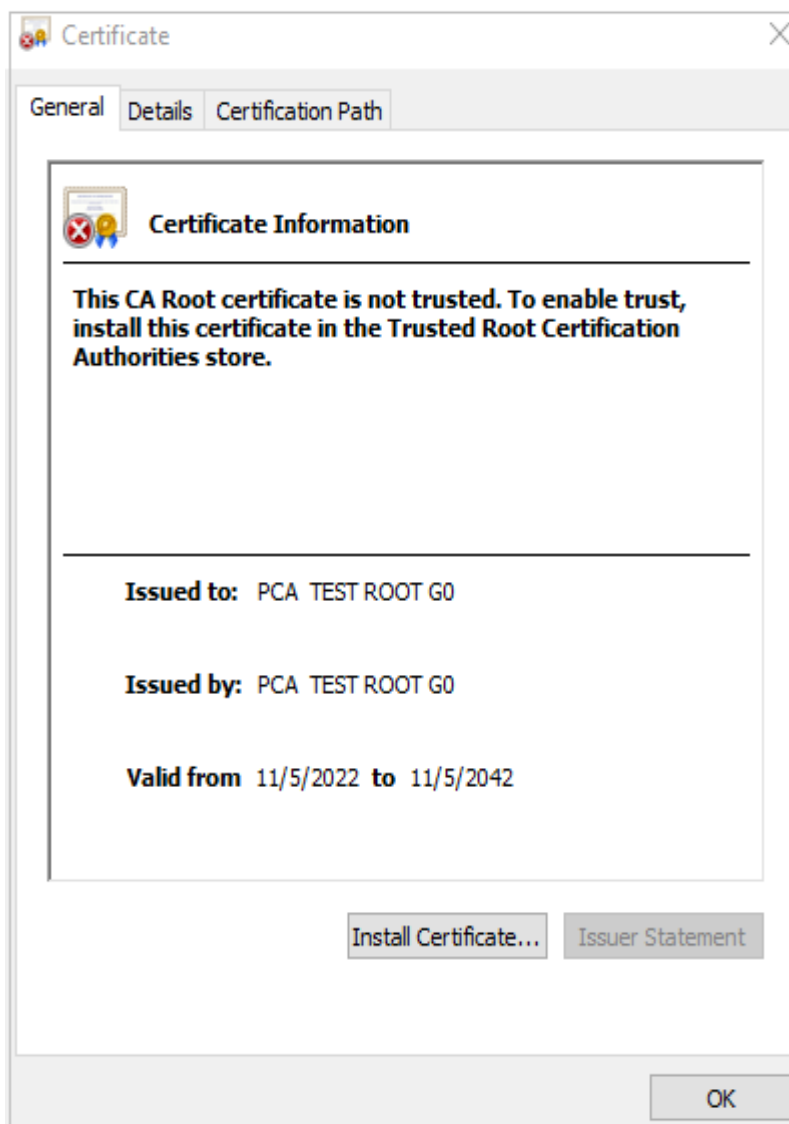 Certificate
General Details Certification Path
Certificate Information
This CA Root certificate is not trusted. To enable trust,
install this certificate in the Trusted Root Certification
Authorities store.
Issued to: PCA TEST ROOT G0
Issued by: PCA TEST ROOT G0
Valid from 11/5/2022 to 11/5/2042
Install Certificate... Issuer Statement
OK